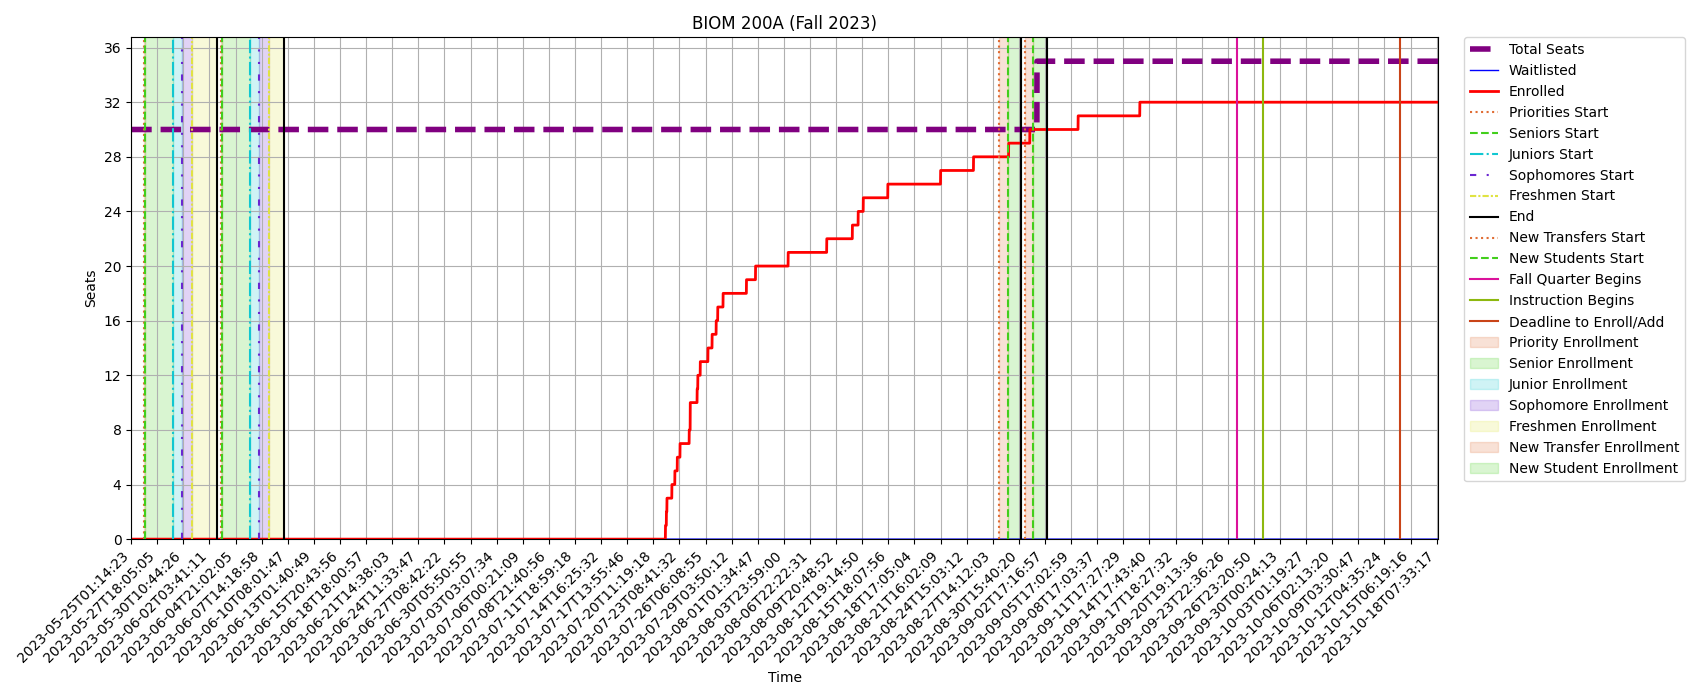 BIOM 200A (Fall 2023)
Seats
36
32
28
24
20
16
12
8
4
0
2023-05-25T01:14:23
2023-05-27T18:05:05
2023-05-30T10:44:26
2023-06-02T03:41:11
2023-06-04T21:02:05
2023-06-07T14:18:58
2023-06-10T08:01:47
2023-06-13T01:40:49
2023-06-15T20:43:56
2023-06-18T18:00:57
2023-06-21T14:38:03
2023-06-24T11:33:47
2023-06-27T08:42:22
2023-06-30T05:50:55
2023-07-03T03:07:34
2023-07-06T00:21:09
2023-07-08T21:40:56
2023-07-11T18:59:18
2023-07-14T16:25:32
2023-07-17T13:55:46
2023-07-20T11:19:18
2023-07-23T08:41:32
2023-07-26T06:08:55
2023-07-29T03:50:12
2023-08-01T01:34:47
2023-08-03T23:59:00
2023-08-06T22:22:31
2023-08-09T20:48:52
2023-08-12T19:14:50
2023-08-15T18:07:56
2023-08-18T17:05:04
2023-08-21T16:02:09
2023-08-24T15:03:12
2023-08-27T14:12:03
2023-08-30T15:40:20
2023-09-02T17:16:57
2023-09-05T17:02:59
2023-09-08T17:03:37
2023-09-11T17:27:29
2023-09-14T17:43:40
2023-09-17T18:27:32
2023-09-20T19:13:36
2023-09-23T22:36:26
2023-09-26T23:20:50
2023-09-30T00:24:13
2023-10-03T01:19:27
2023-10-06T02:13:20
2023-10-09T03:30:47
2023-10-12T04:35:24
2023-10-15T06:19:16
2023-10-18T07:33:17
Time
Total Seats
Waitlisted
Enrolled
Priorities Start
Seniors Start
Juniors Start
Sophomores Start
Freshmen Start
End
New Transfers Start
New Students Start
Fall Quarter Begins
Instruction Begins
Deadline to Enroll/Add
Priority Enrollment
Senior Enrollment
Junior Enrollment
Sophomore Enrollment
Freshmen Enrollment
New Transfer Enrollment
New Student Enrollment